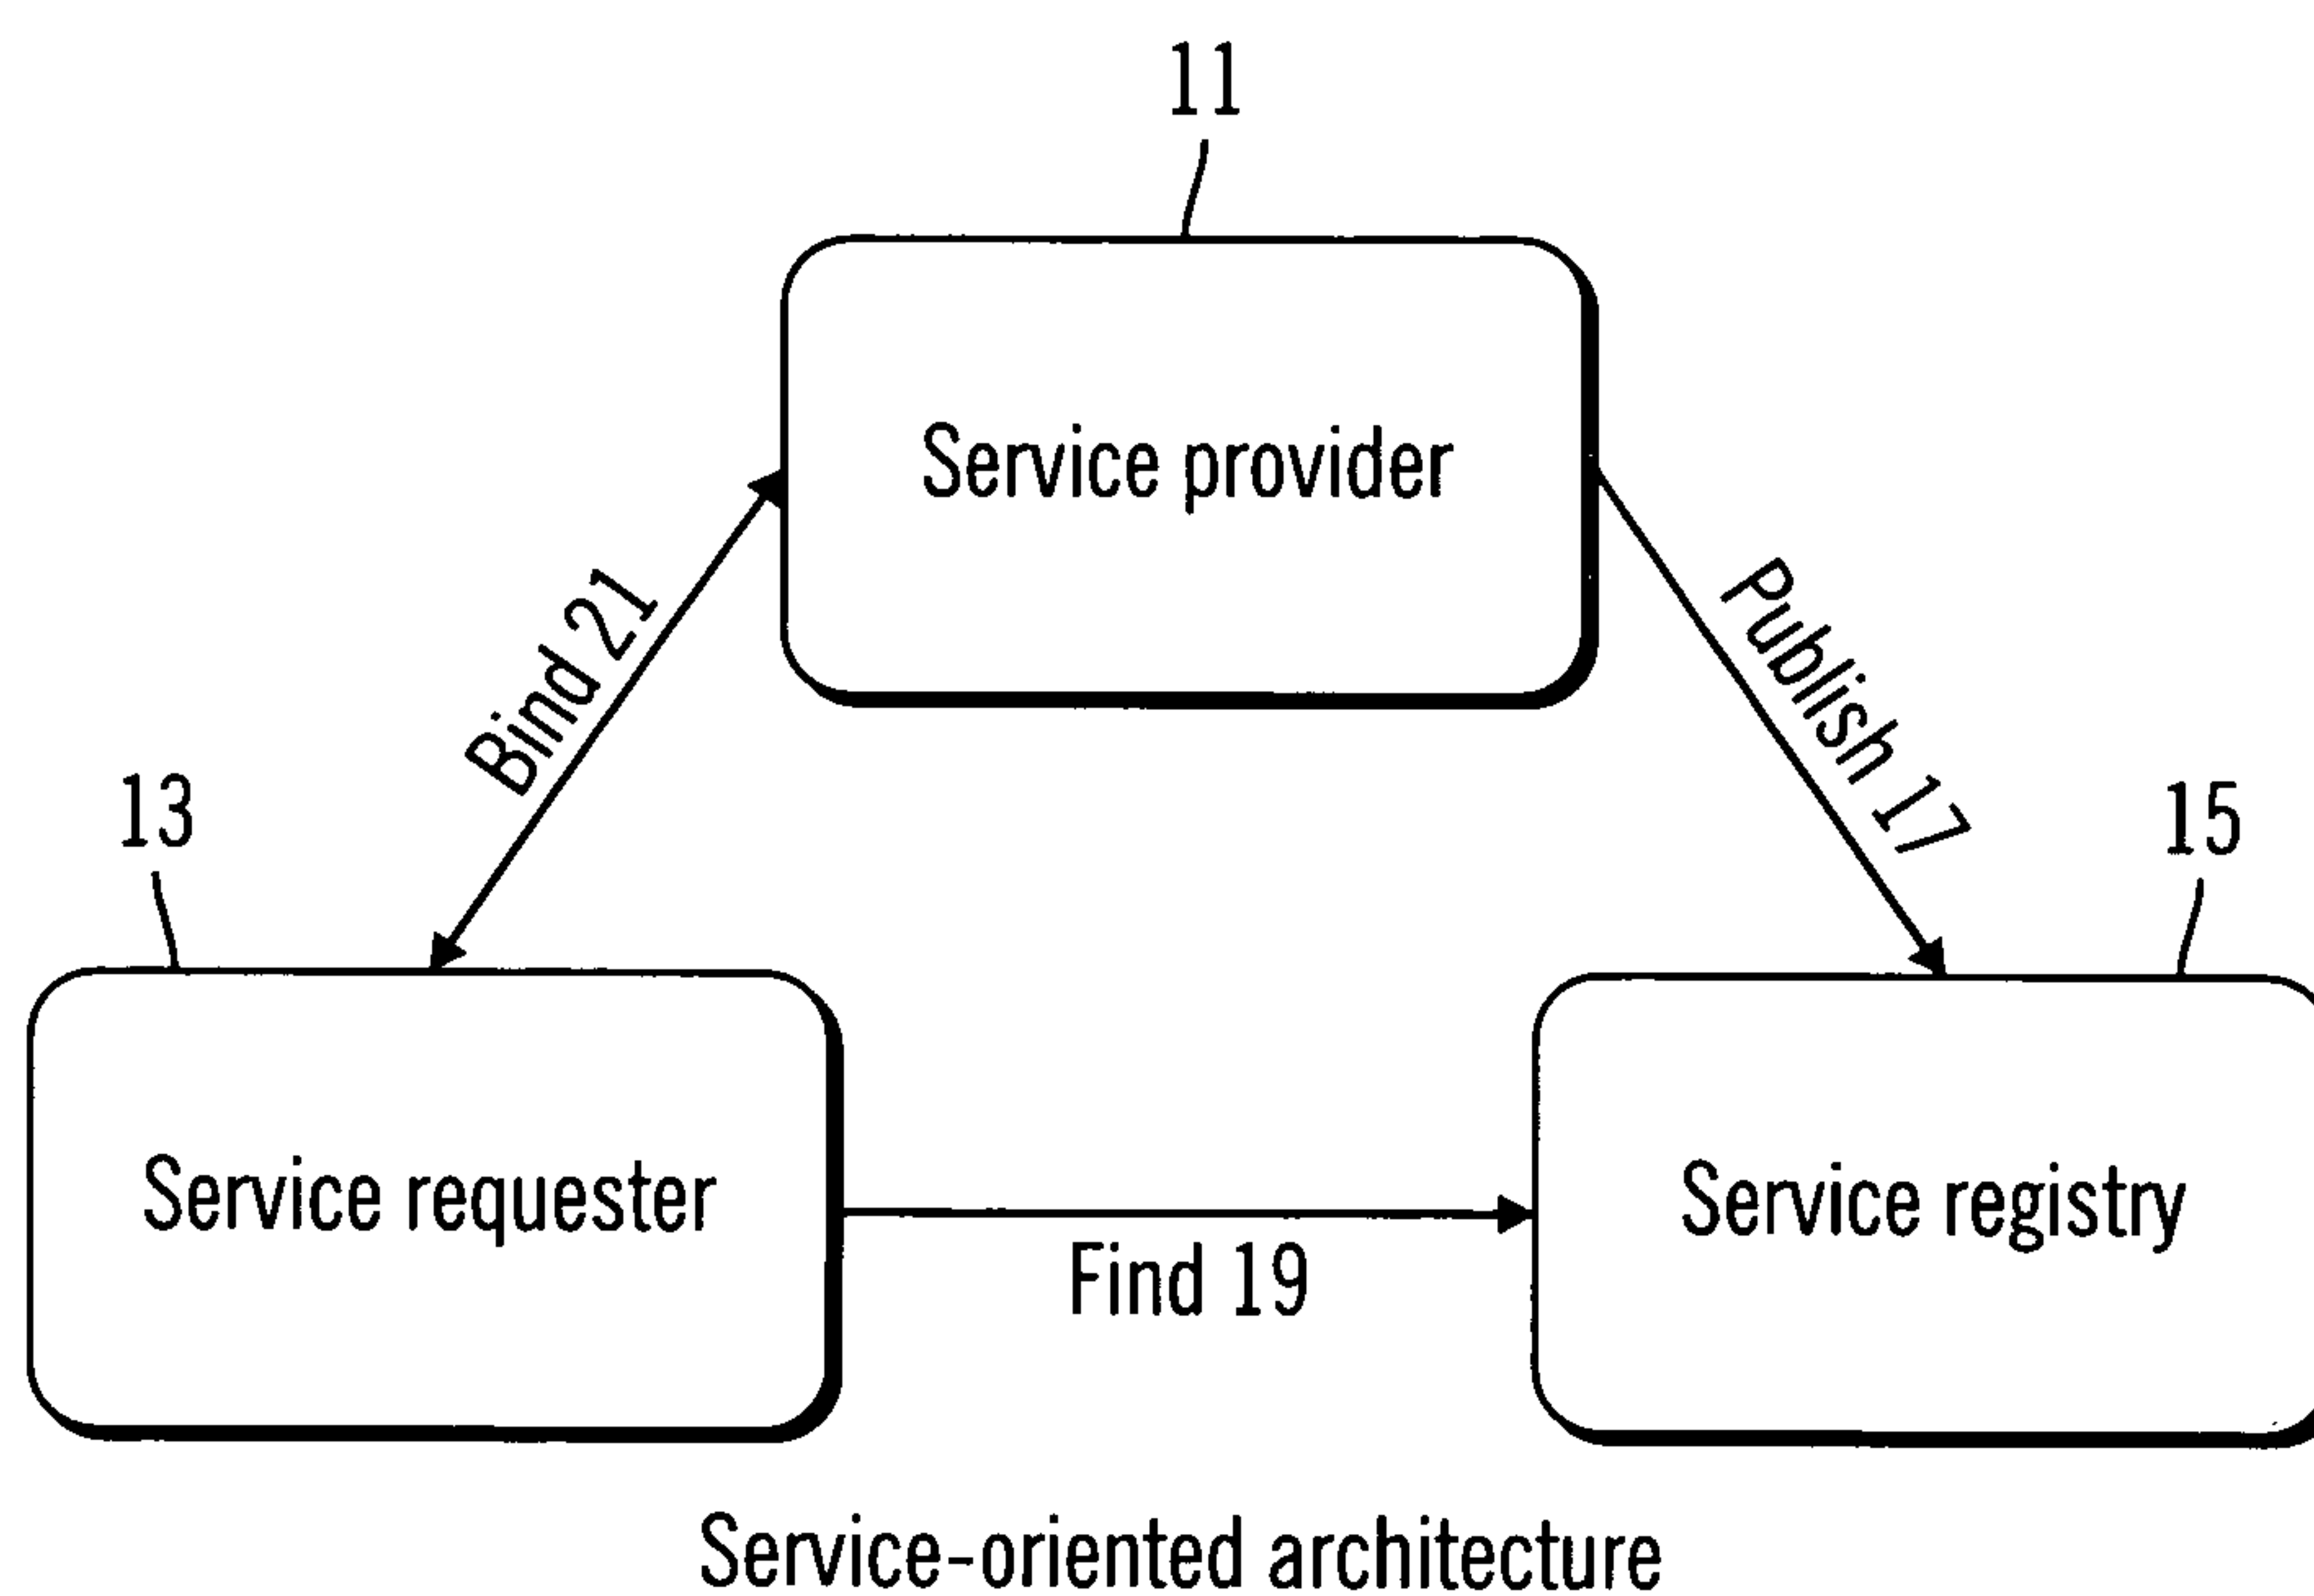 11
Service provider
Bind 21
Publish 17
13
15
Service requester
Service registry
Find 19
Service-oriented architecture